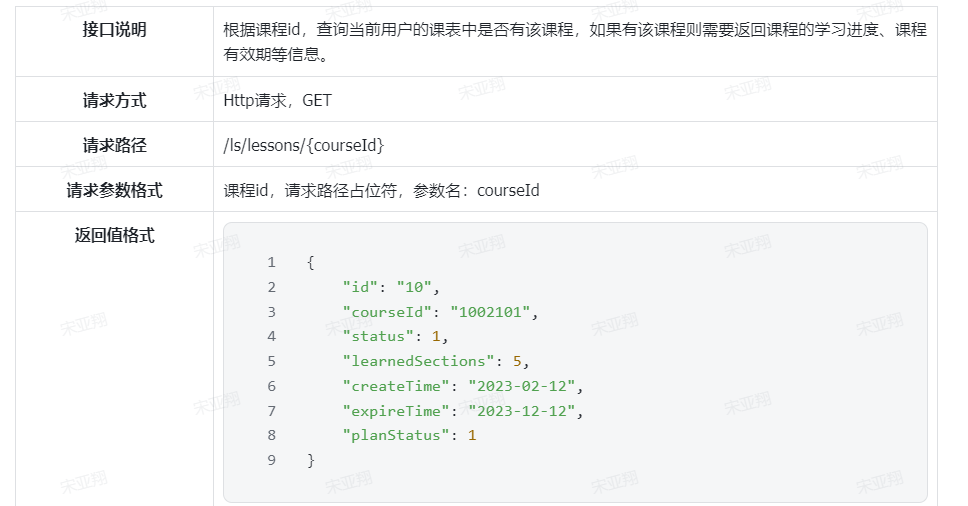 接口说明
根据课程id，查询当前用户的课表中是否有该课程，如果有该课程则需要返回课程的学习进度、课程
有效期等信息。
请求方式
Http请求，GET
请求路径
/ls/lessons/{courseId}
请求参数格式
课程id，请求路径占位符，参数名：courseId
返回值格式
1 {
2 "id": "10",
3 "courseId": "1002101",
4 "status": 1,
5 "learnedSections": 5,
6 "createTime": "2023-02-12",
7 "expireTime": "2023-12-12",
8 "planStatus": 1
9 }
宋亚翔